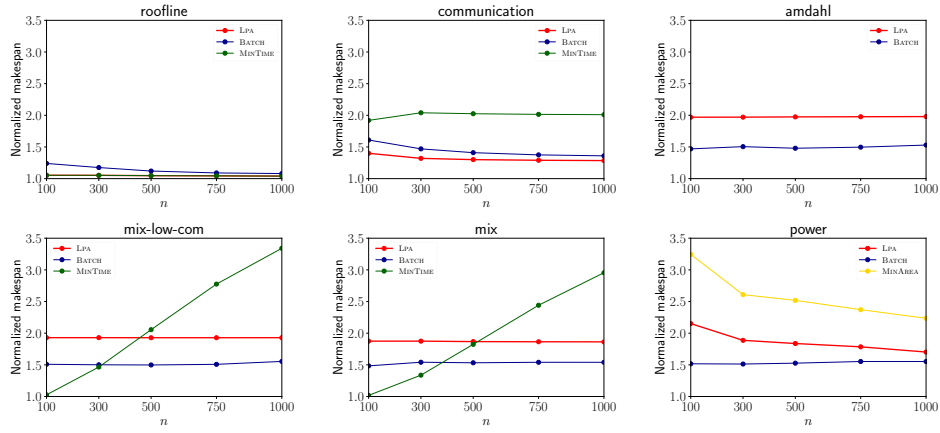 roofline
Normalized makespan
3.5
3.0
2.5
2.0
1.5
1.0
100
300
500
750
1000
n
LPA
BATCH
MINTIME
communication
Normalized makespan
3.5
3.0
2.5
2.0
1.5
1.0
100
300
500
750
1000
n
LPA
BATCH
MINTIME
amdahl
Normalized makespan
3.5
3.0
2.5
2.0
1.5
1.0
100
300
500
750
1000
n
LPA
BATCH
mix-low-com
Normalized makespan
3.5
3.0
2.5
2.0
1.5
1.0
100
300
500
750
1000
n
LPA
BATCH
MINTIME
mix
Normalized makespan
3.5
3.0
2.5
2.0
1.5
1.0
100
300
500
750
1000
n
LPA
BATCH
MINTIME
power
Normalized makespan
3.5
3.0
2.5
2.0
1.5
1.0
100
300
500
750
1000
n
LPA
BATCH
MINAREA